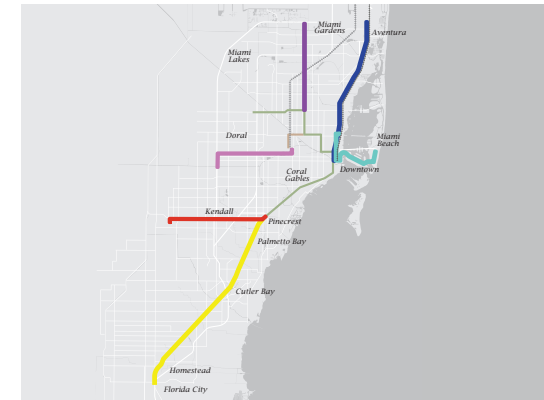 Miami
Gardens
Aventura
Miami
Lakes
Doral
Miami
Beach
Coral
Gables
Downtown
Kendall
Pinecrest
Palmetto Bay
Cutler Bay
Homestead
Florida City